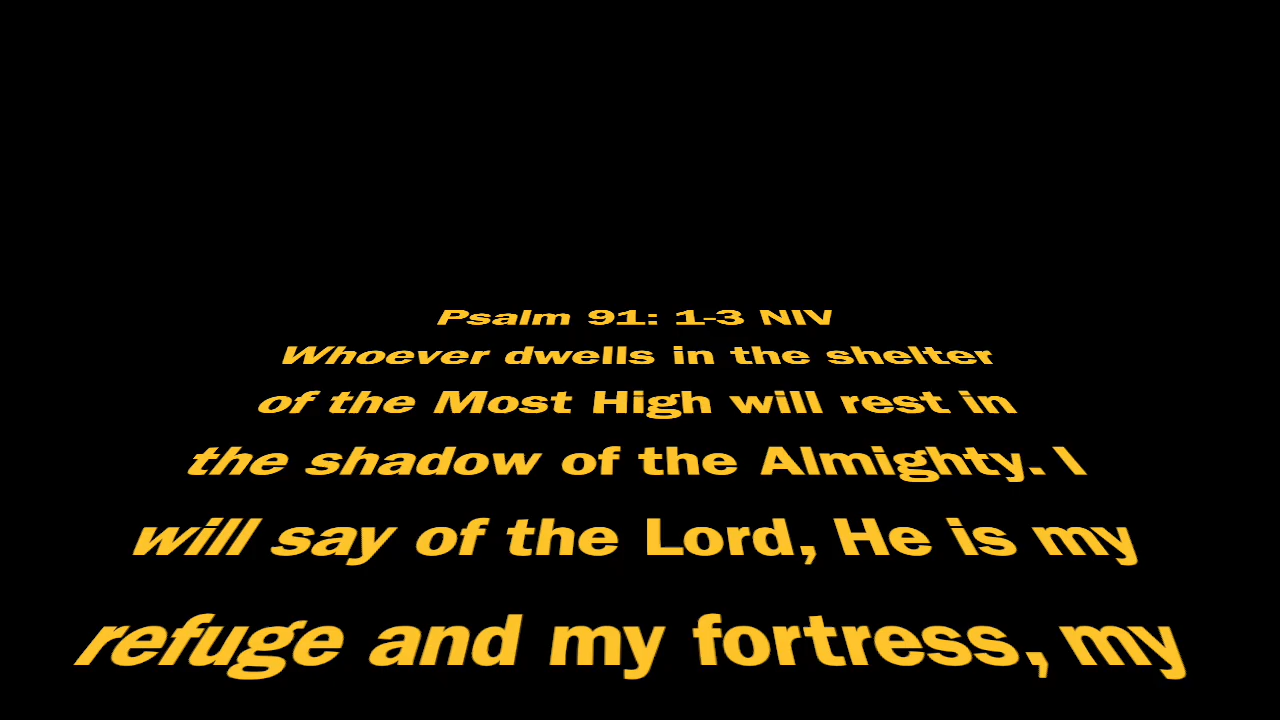 Psalm 91: 1-3 NIV
Whoever dwells in the shelter
of the Most High will rest in
the shadow of the Almighty. I
will say of the Lord, He is my
refuge and my fortress, my